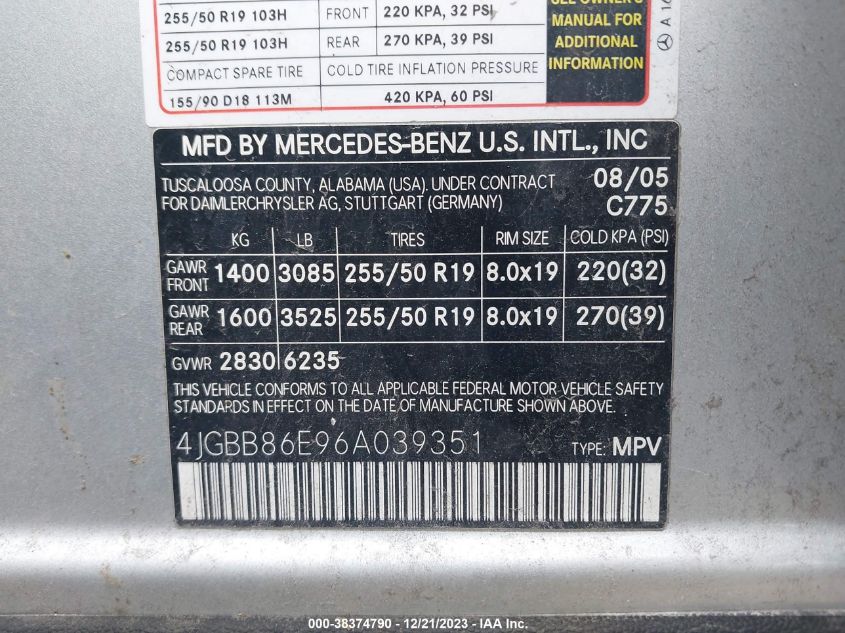 255/50 R19 103H FRONT 220 KPA, 32 PSI
255/50 R19 103H REAR 270 KPA, 39 PSI
COMPACT SPARE TIRE COLD TIRE INFLATION PRESSURE
155/90 D18 113M 420 KPA, 60 PSI
SEE OWNER'S
MANUAL FOR
ADDITIONAL
INFORMATION
A 16
MFD BY MERCEDES-BENZ U.S. INTL., INC
TUSCALOOSA COUNTY, ALABAMA (USA). UNDER CONTRACT 08/05
FOR DAIMLERCHRYSLER AG, STUTTGART (GERMANY) C775
KG LB TIRES RIM SIZE COLD KPA (PSI)
GAWR FRONT 1400 3085 255/50 R19 8.0x19 220(32)
GAWR REAR 1600 3525 255/50 R19 8.0x19 270(39)
GVWR 2830 6235
THIS VEHICLE CONFORMS TO ALL APPLICABLE FEDERAL MOTOR VEHICLE SAFETY
STANDARDS IN EFFECT ON THE DATE OF MANUFACTURE SHOWN ABOVE.
4JGBB86E96A039351 TYPE: MPV
000-38374790 - 12/21/2023 - IAA Inc.